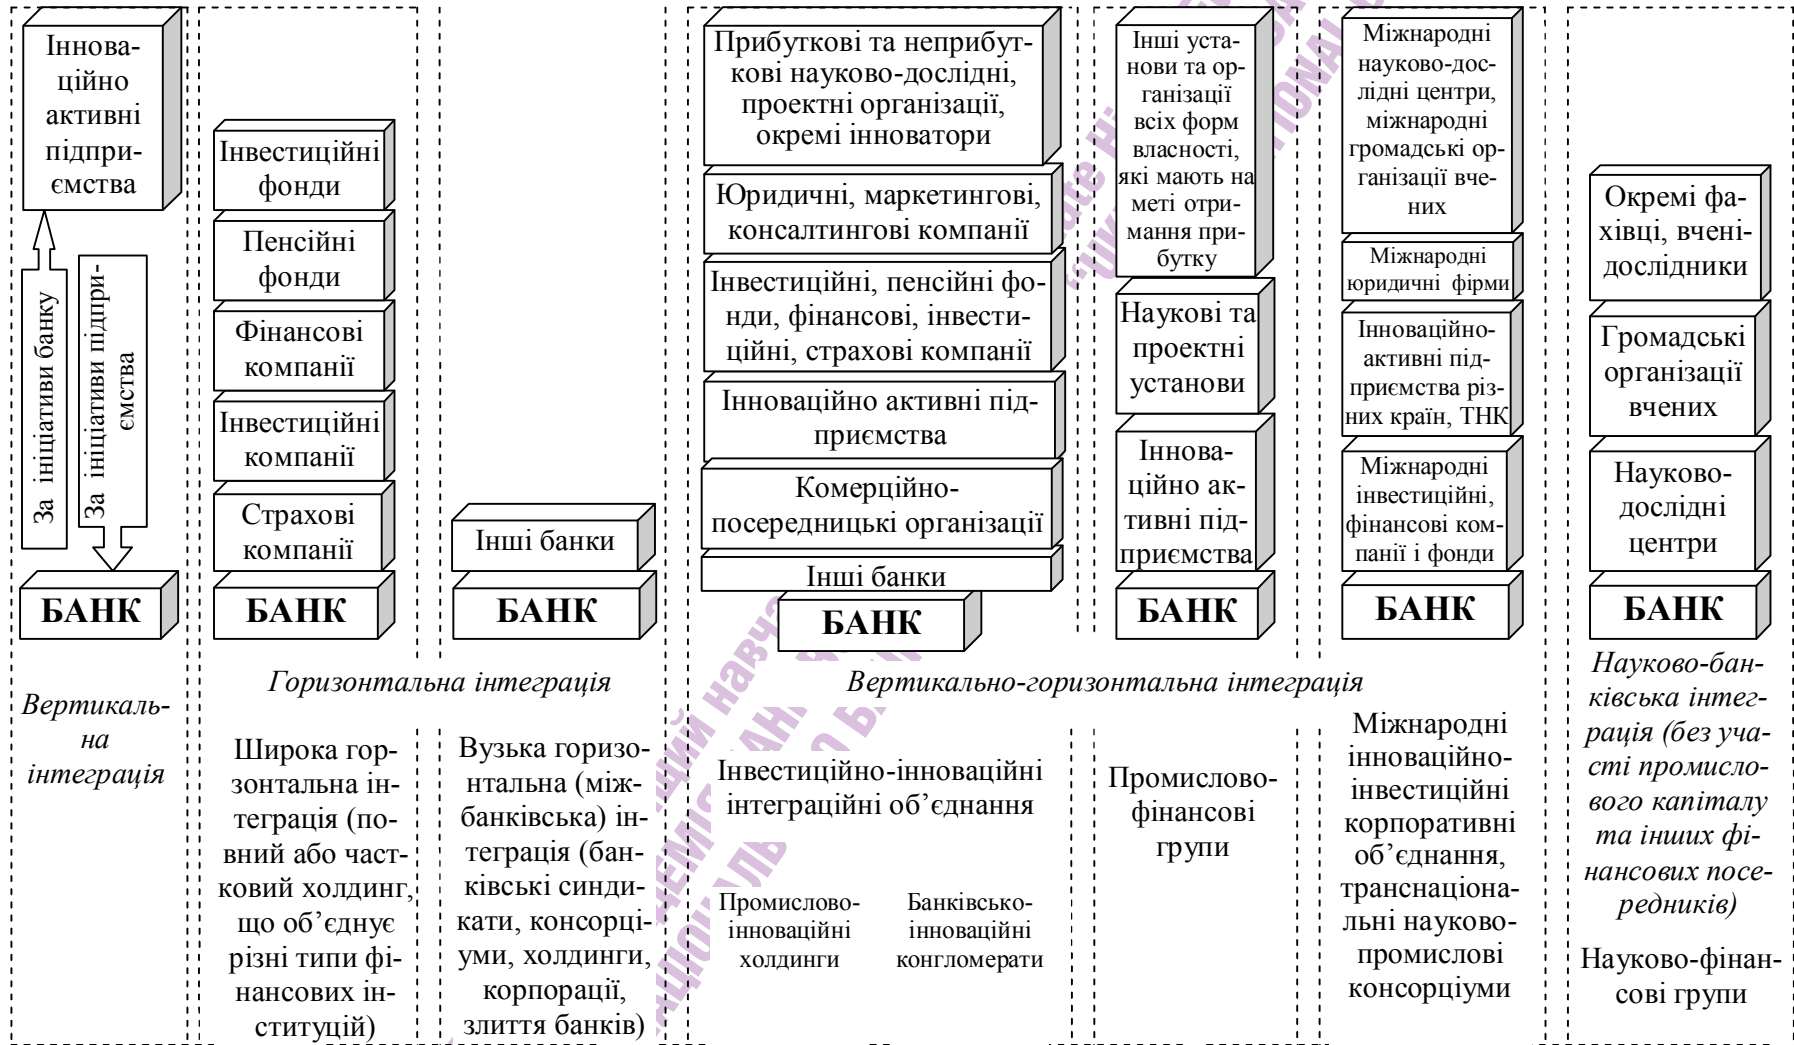 Іннова-
ційно
активні
підпри-
ємства
За ініціативи банку
За ініціативи підпри-
ємства
БАНК
Вертикаль-
на
інтеграція
Інвестиційні
фонди
Пенсійні
фонди
Фінансові
компанії
Інвестиційні
компанії
Страхові
компанії
БАНК
Інші банки
БАНК
Горизонтальна інтеграція
Широка гор-
зонтальна ін-
теграція (по-
вний або част-
ковий холдинг,
що об’єднує
різні типи фі-
нансових ін-
ституцій)
Вузька горизо-
нтальна (між-
банківська) ін-
теграція (бан-
ківські синди-
кати, консорці-
уми, холдинги,
корпорації,
злиття банків)
Прибуткові та неприбут-
кові науково-дослідні,
проектні організації,
окремі інноватори
Юридичні, маркетингові,
консалтингові компанії
Інвестиційні, пенсійні фо-
нди, фінансові, інвести-
ційні, страхові компанії
Інноваційно активні під-
приємства
Комерційно-
посередницькі організації
Інші банки
БАНК
Інші уста-
нови та ор-
ганізації
всіх форм
власності,
які мають на
меті отри-
мання при-
бутку
Наукові та
проектні
установи
Іннова-
ційно ак-
тивні під-
приємства
БАНК
Міжнародні
науково-дос-
лідні центри,
міжнародні
громадські ор-
ганізації вче-
них
Міжнародні
юридичні фірми
Інноваційно-
активні під-
приємства різ-
них країн, ТНК
Міжнародні
інвестиційні,
фінансові ком-
панії і фонди
БАНК
Вертикально-горизонтальна інтеграція
Інвестиційно-інноваційні
інтеграційні об’єднання
Промислово-
інноваційні
холдинги
Банківсько-
інноваційні
конгломерати
Промислово-
фінансові
групи
Міжнародні
інноваційно-
інвестиційні
корпоративні
об’єднання,
транснаціона-
льні науково-
промислові
консорціуми
Окремі фа-
хівці, вчені-
дослідники
Громадські
організації
вчених
Науково-
дослідні
центри
БАНК
Науково-бан-
ківська інтег-
рація (без уча-
сті промисло-
вого капіталу
та інших фі-
нансових посе-
редників)
Науково-фінан-
сові групи